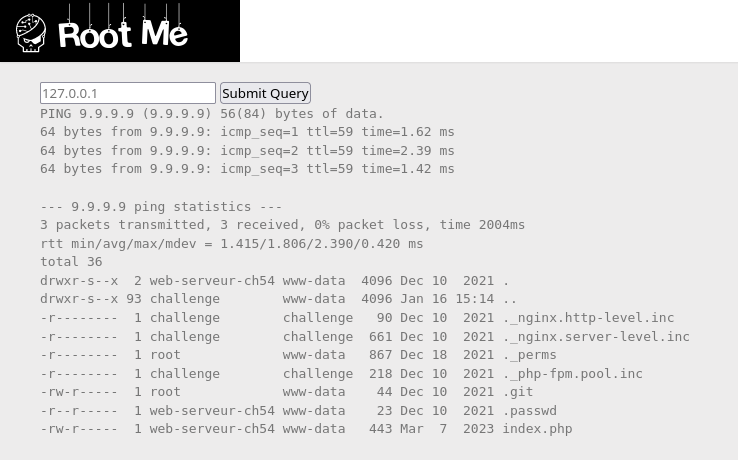 Root Me
127.0.0.1 Submit Query
PING 9.9.9.9 (9.9.9.9) 56(84) bytes of data.
64 bytes from 9.9.9.9: icmp_seq=1 ttl=59 time=1.62 ms
64 bytes from 9.9.9.9: icmp_seq=2 ttl=59 time=2.39 ms
64 bytes from 9.9.9.9: icmp_seq=3 ttl=59 time=1.42 ms
--- 9.9.9.9 ping statistics ---
3 packets transmitted, 3 received, 0% packet loss, time 2004ms
rtt min/avg/max/mdev = 1.415/1.806/2.390/0.420 ms
total 36
drwxr-s--x  2 web-serveur-ch54 www-data  4096 Dec 10  2021 .
drwxr-s--x 93 challenge        www-data  4096 Jan 16 15:14 ..
-r--------  1 challenge        challenge   90 Dec 10  2021 ._nginx.http-level.inc
-r--------  1 challenge        challenge  661 Dec 10  2021 ._nginx.server-level.inc
-r--------  1 root             www-data   867 Dec 18  2021 ._perms
-r--------  1 challenge        challenge  218 Dec 10  2021 ._php-fpm.pool.inc
-rw-r-----  1 root             www-data    44 Dec 10  2021 .git
-r--r-----  1 web-serveur-ch54 www-data    23 Dec 10  2021 .passwd
-rw-r-----  1 web-serveur-ch54 www-data   443 Mar  7  2023 index.php